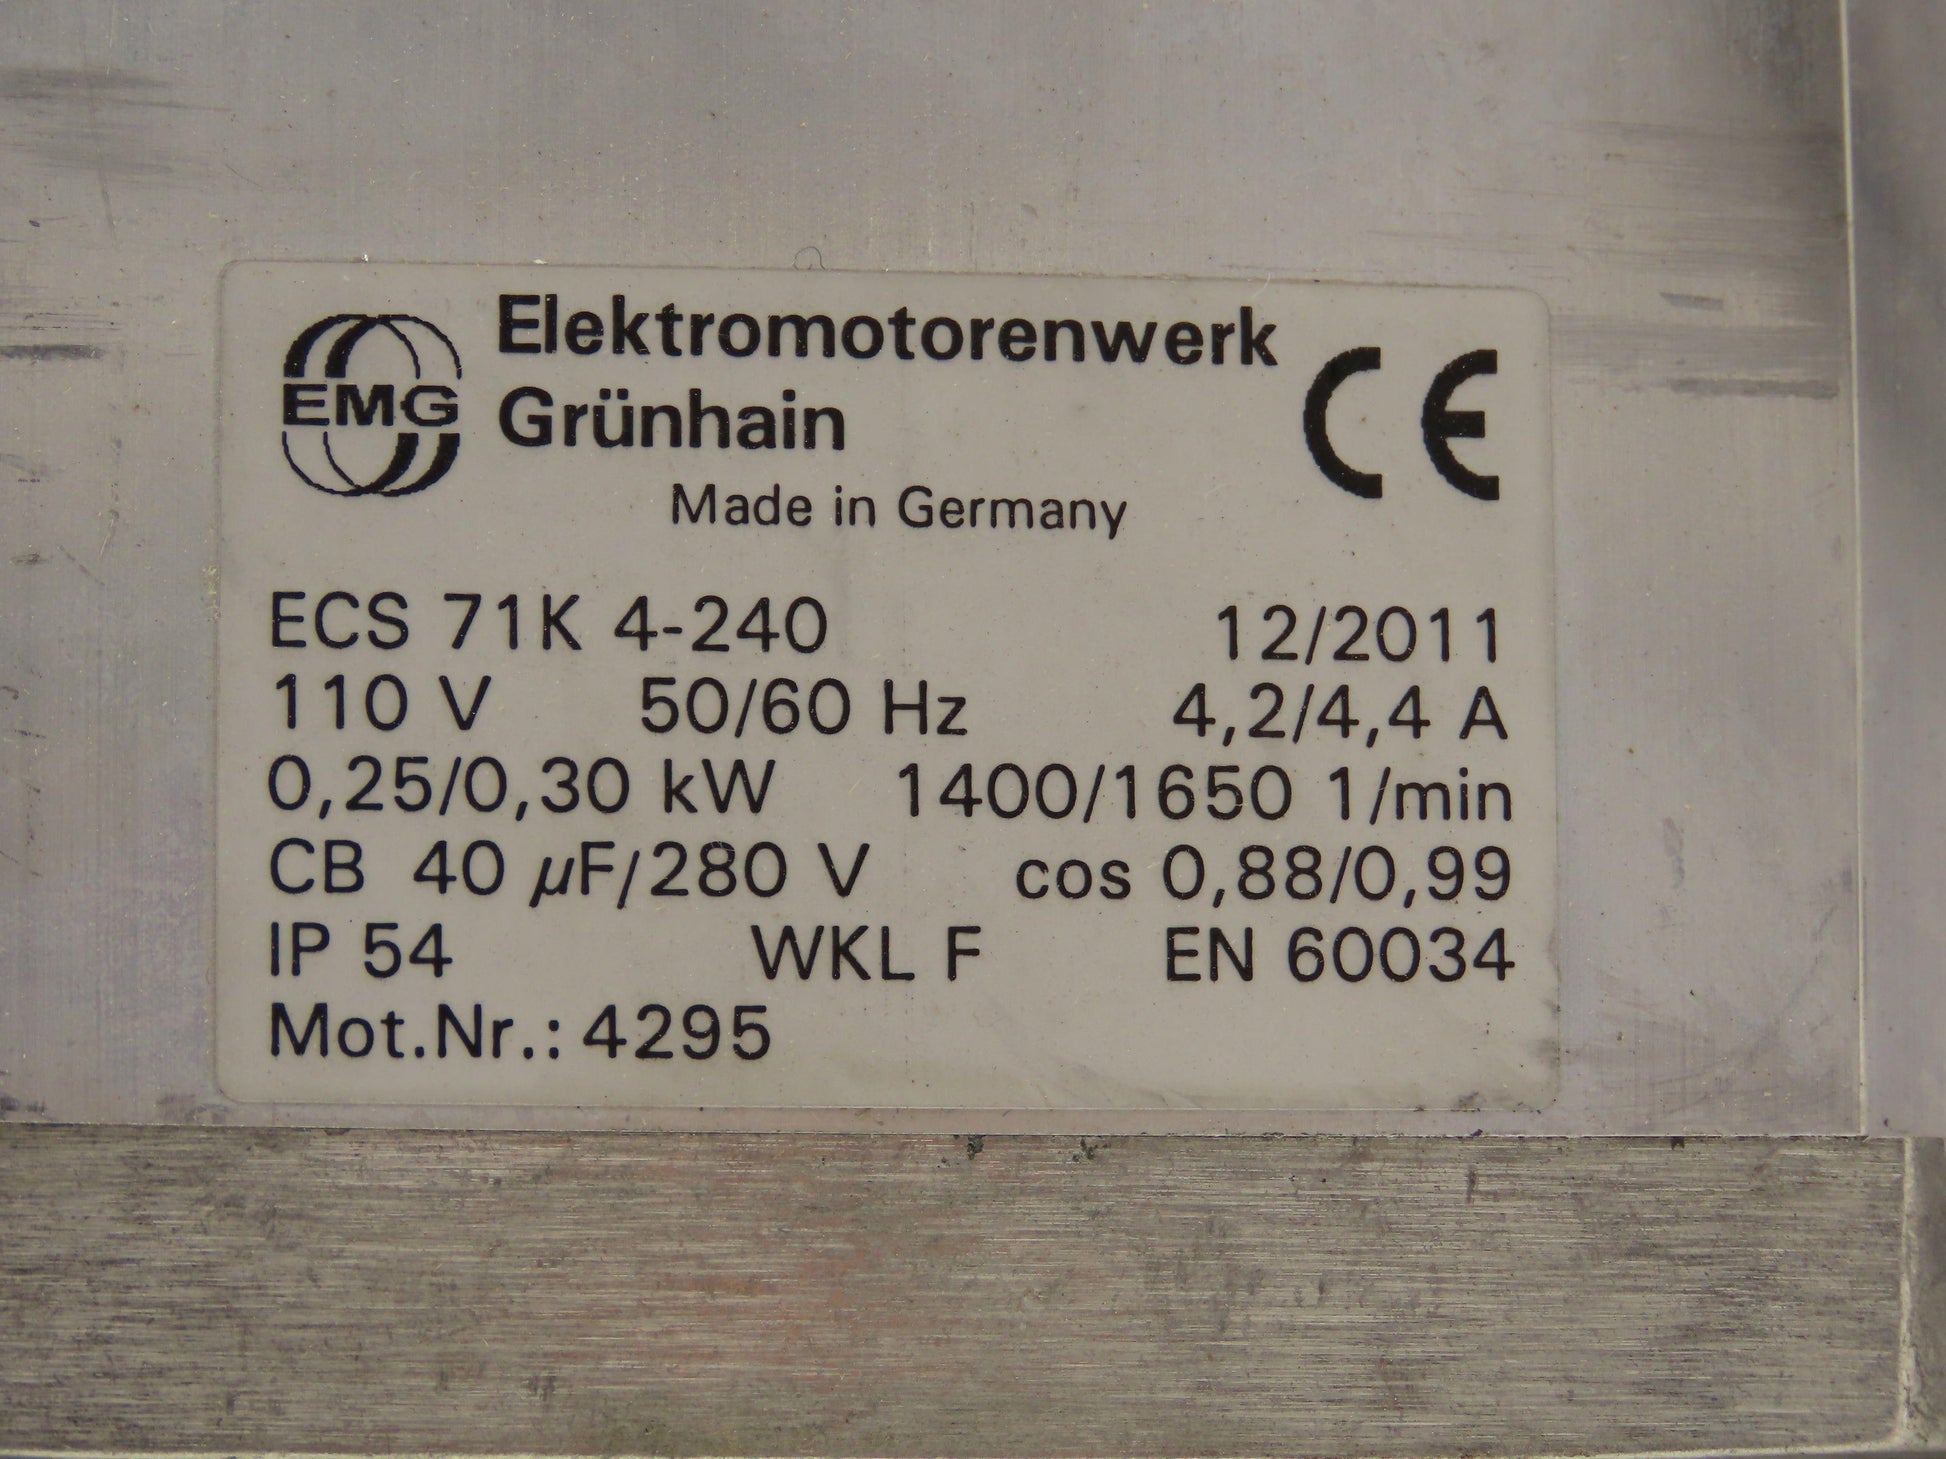 EMG
Elektromotorenwerk
Grünhain
CE
Made in Germany
ECS 71K 4-240 12/2011
110 V 50/60 Hz 4,2/4,4 A
0,25/0,30 kW 1400/1650 1/min
CB 40 µF/280 V cos 0,88/0,99
IP 54 WKL F EN 60034
Mot.Nr.: 4295